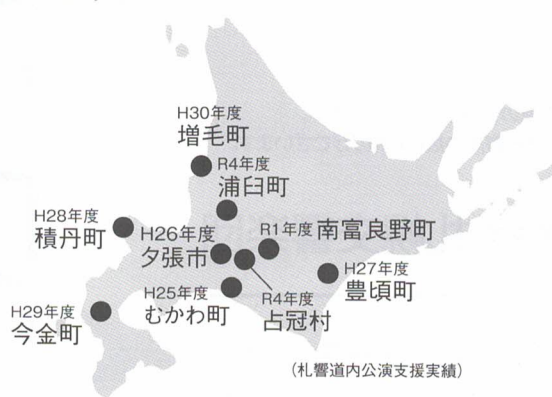 H30年度
増毛町
R4年度
浦臼町
H28年度
積丹町
H26年度
夕張市
R1年度 南富良野町
H27年度
豊頃町
H25年度
むかわ町
R4年度
占冠村
H29年度
今金町
(札響道内公演支援実績)